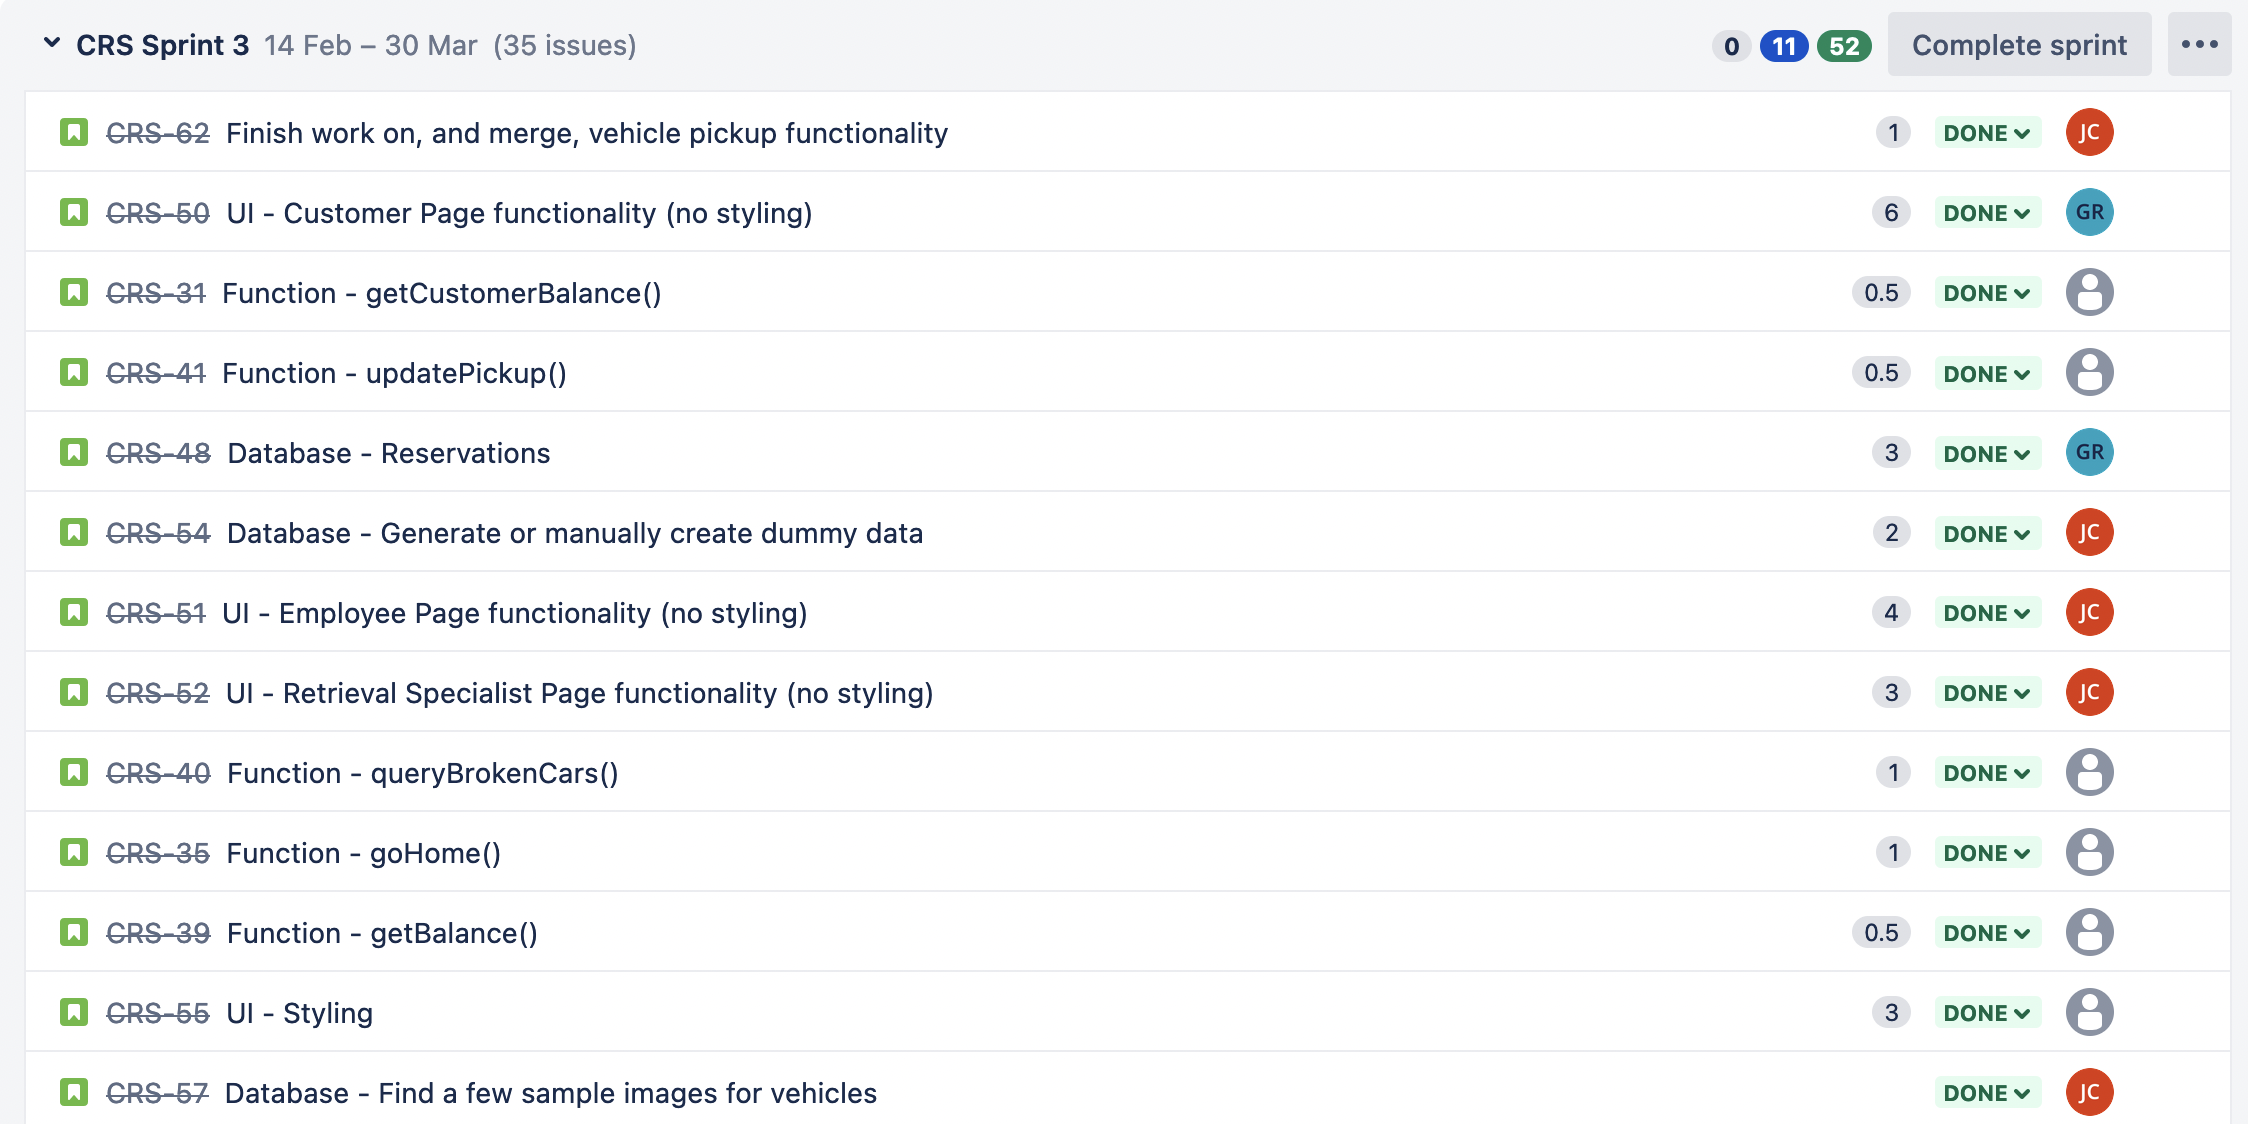 CRS Sprint 3 14 Feb – 30 Mar (35 issues) 0 11 52 Complete sprint
CRS-62 Finish work on, and merge, vehicle pickup functionality 1 DONE JC
CRS-50 UI - Customer Page functionality (no styling) 6 DONE GR
CRS-31 Function - getCustomerBalance() 0.5 DONE
CRS-41 Function - updatePickup() 0.5 DONE
CRS-48 Database - Reservations 3 DONE GR
CRS-54 Database - Generate or manually create dummy data 2 DONE JC
CRS-51 UI - Employee Page functionality (no styling) 4 DONE JC
CRS-52 UI - Retrieval Specialist Page functionality (no styling) 3 DONE JC
CRS-40 Function - queryBrokenCars() 1 DONE
CRS-35 Function - goHome() 1 DONE
CRS-39 Function - getBalance() 0.5 DONE
CRS-55 UI - Styling 3 DONE
CRS-57 Database - Find a few sample images for vehicles DONE JC